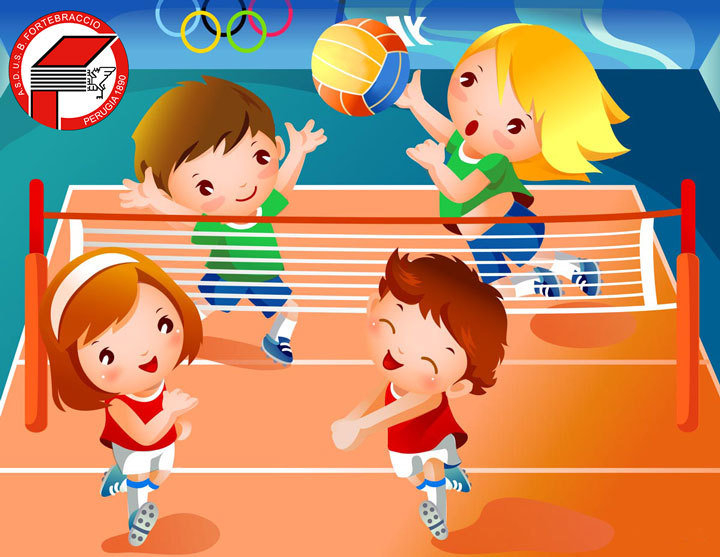 A.S.D. U.S. B. FORTEBRACCIO
PERUGIA 1890